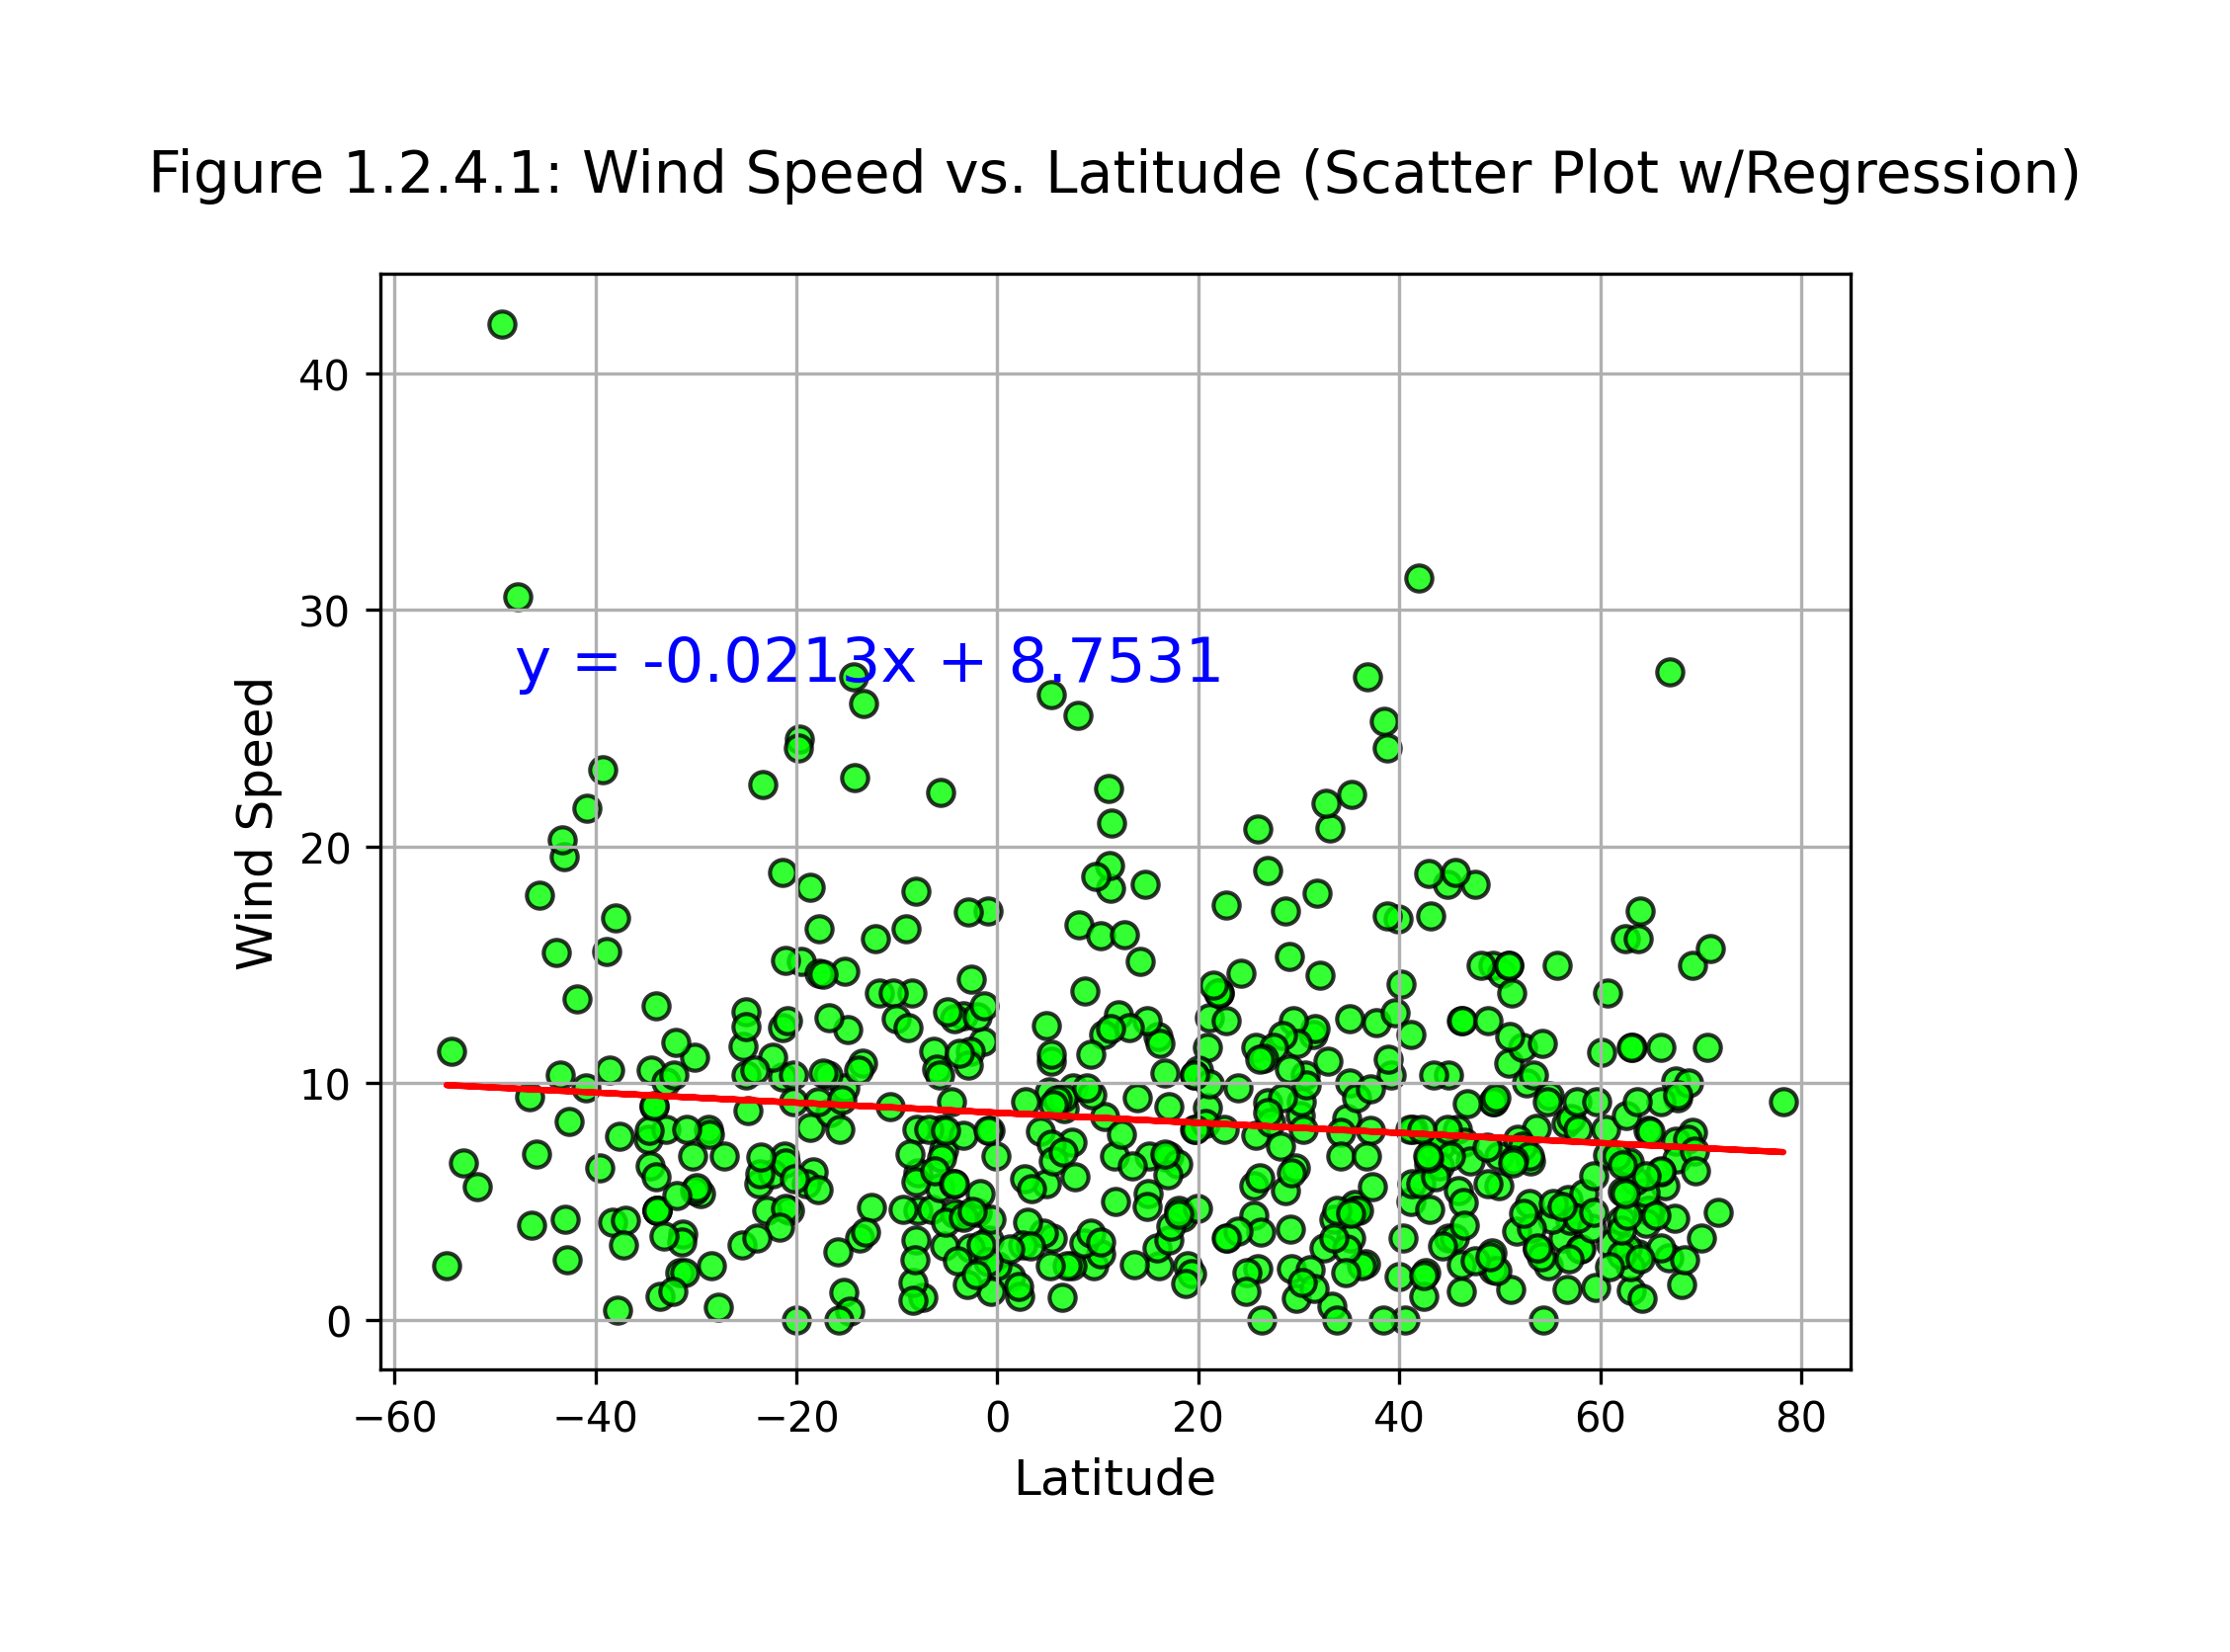 Figure 1.2.4.1: Wind Speed vs. Latitude (Scatter Plot w/Regression)
40
30
y = -0.0213x + 8.7531
Wind Speed
20
10
0
−60 −40 −20 0 20 40 60 80
Latitude